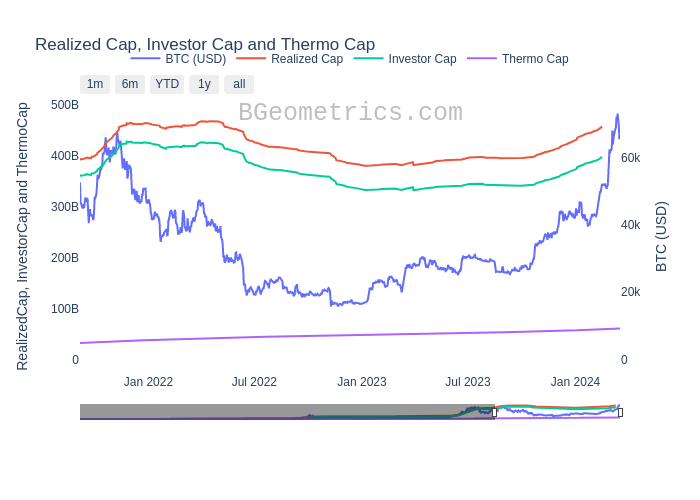 Realized Cap, Investor Cap and Thermo Cap
BTC (USD) Realized Cap Investor Cap Thermo Cap
1m 6m YTD 1y all
BGeometrics.com
500B
400B
300B
200B
100B
0
60k
40k
20k
0
RealizedCap, InvestorCap and ThermoCap
BTC (USD)
Jan 2022 Jul 2022 Jan 2023 Jul 2023 Jan 2024